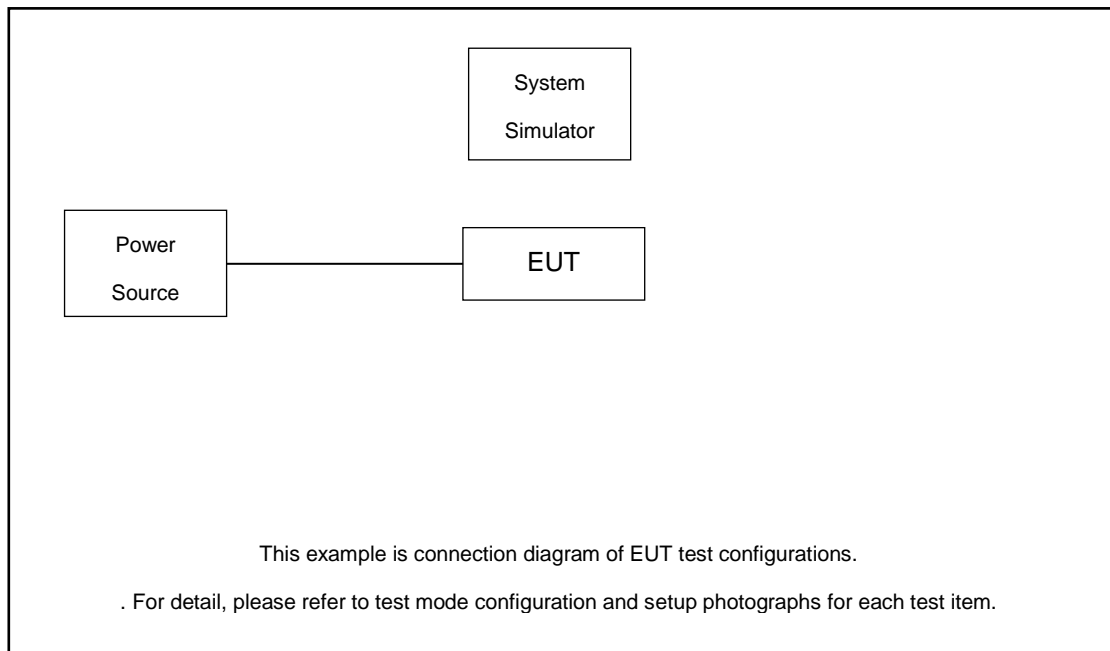 System
Simulator
Power
Source
EUT
This example is connection diagram of EUT test configurations.
. For detail, please refer to test mode configuration and setup photographs for each test item.